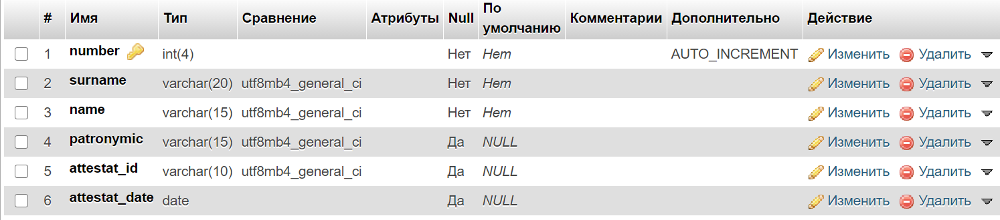 # Имя Тип Сравнение Атрибуты Null По умолчанию Комментарии Дополнительно Действие
1 number int(4) Нет Нет AUTO_INCREMENT Изменить Удалить
2 surname varchar(20) utf8mb4_general_ci Нет Нет Изменить Удалить
3 name varchar(15) utf8mb4_general_ci Нет Нет Изменить Удалить
4 patronymic varchar(15) utf8mb4_general_ci Да NULL Изменить Удалить
5 attestat_id varchar(10) utf8mb4_general_ci Да NULL Изменить Удалить
6 attestat_date date Да NULL Изменить Удалить